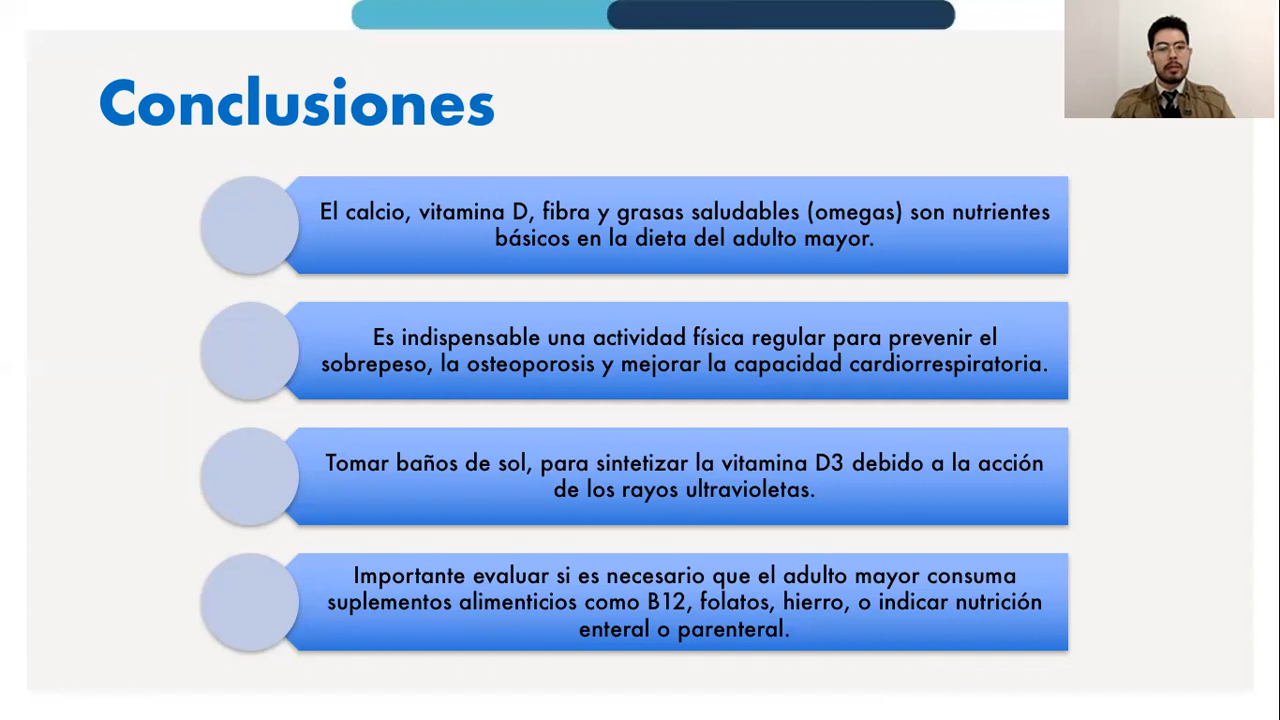 Conclusiones
El calcio, vitamina D, fibra y grasas saludables (omegas) son nutrientes
básicos en la dieta del adulto mayor.
Es indispensable una actividad física regular para prevenir el
sobrepeso, la osteoporosis y mejorar la capacidad cardiorrespiratoria.
Tomar baños de sol, para sintetizar la vitamina D3 debido a la acción
de los rayos ultravioletas.
Importante evaluar si es necesario que el adulto mayor consuma
suplementos alimenticios como B12, folatos, hierro, o indicar nutrición
enteral o parenteral.